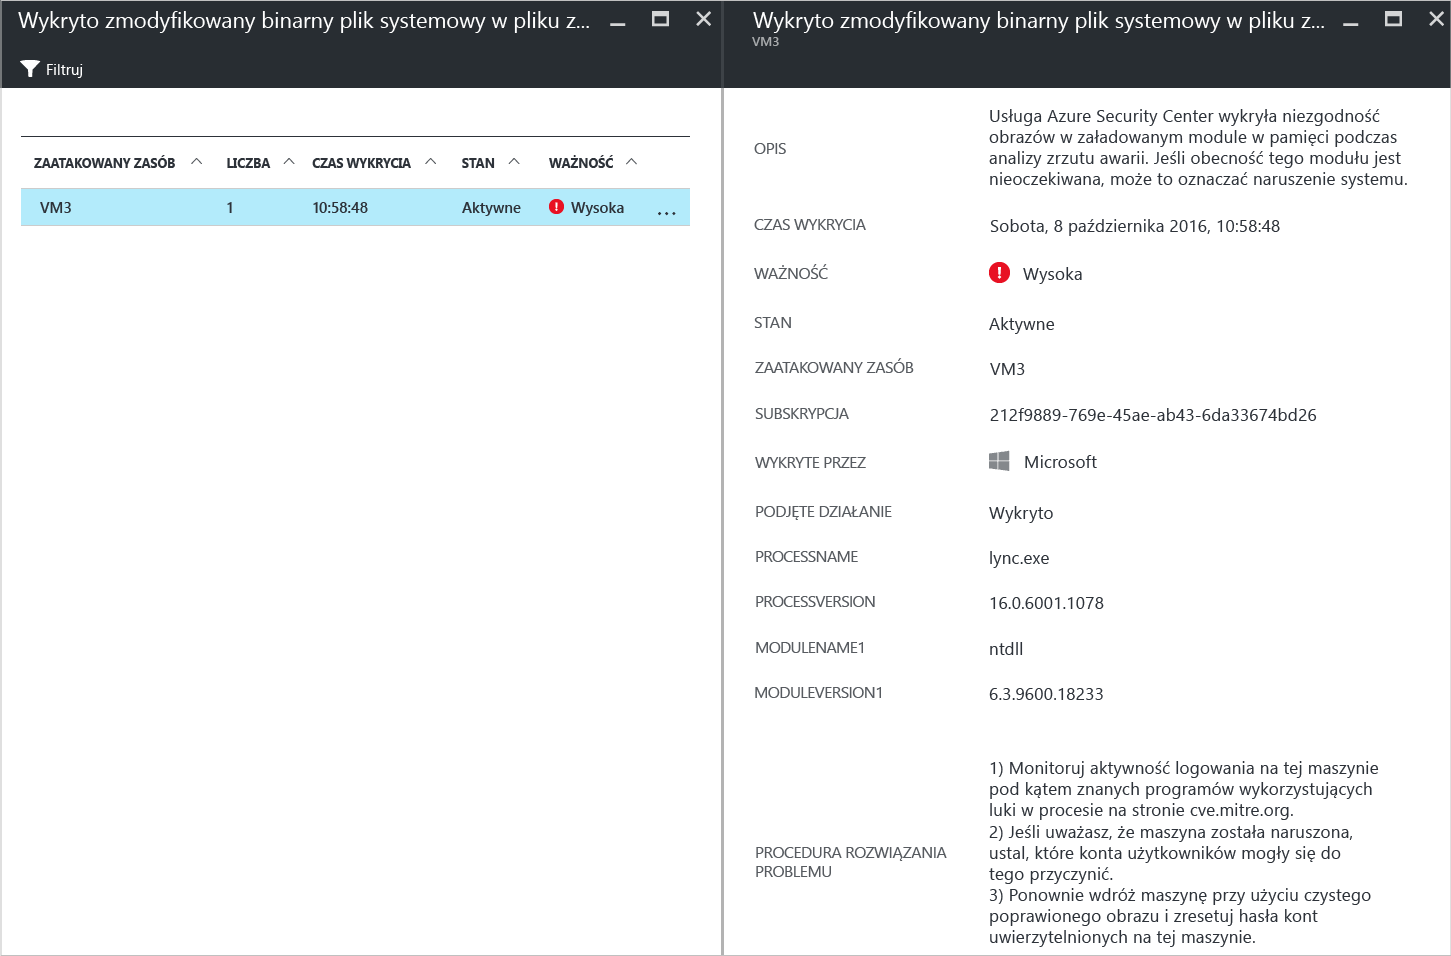 Wykryto zmodyfikowany binarny plik systemowy w pliku z...
Filtruj
ZAATAKOWANY ZASÓB LICZBA CZAS WYKRYCIA STAN WAŻNOŚĆ
VM3 1 10:58:48 Aktywne Wysoka ...
Wykryto zmodyfikowany binarny plik systemowy w pliku z...
VM3
OPIS
Usługa Azure Security Center wykryła niezgodność
obrazów w załadowanym module w pamięci podczas
analizy zrzutu awarii. Jeśli obecność tego modułu jest
nieoczekiwana, może to oznaczać naruszenie systemu.
CZAS WYKRYCIA Sobota, 8 października 2016, 10:58:48
WAŻNOŚĆ Wysoka
STAN Aktywne
ZAATAKOWANY ZASÓB VM3
SUBSKRYPCJA 212f9889-769e-45ae-ab43-6da33674bd26
WYKRYTE PRZEZ Microsoft
PODJĘTE DZIAŁANIE Wykryto
PROCESSNAME lync.exe
PROCESSVERSION 16.0.6001.1078
MODULENAME1 ntdll
MODULEVERSION1 6.3.9600.18233
PROCEDURA ROZWIĄZANIA
PROBLEMU
1) Monitoruj aktywność logowania na tej maszynie
pod kątem znanych programów wykorzystujących
luki w procesie na stronie cve.mitre.org.
2) Jeśli uważasz, że maszyna została naruszona,
ustal, które konta użytkowników mogły się do
tego przyczynić.
3) Ponownie wdróż maszynę przy użyciu czystego
poprawionego obrazu i zresetuj hasła kont
uwierzytelnionych na tej maszynie.